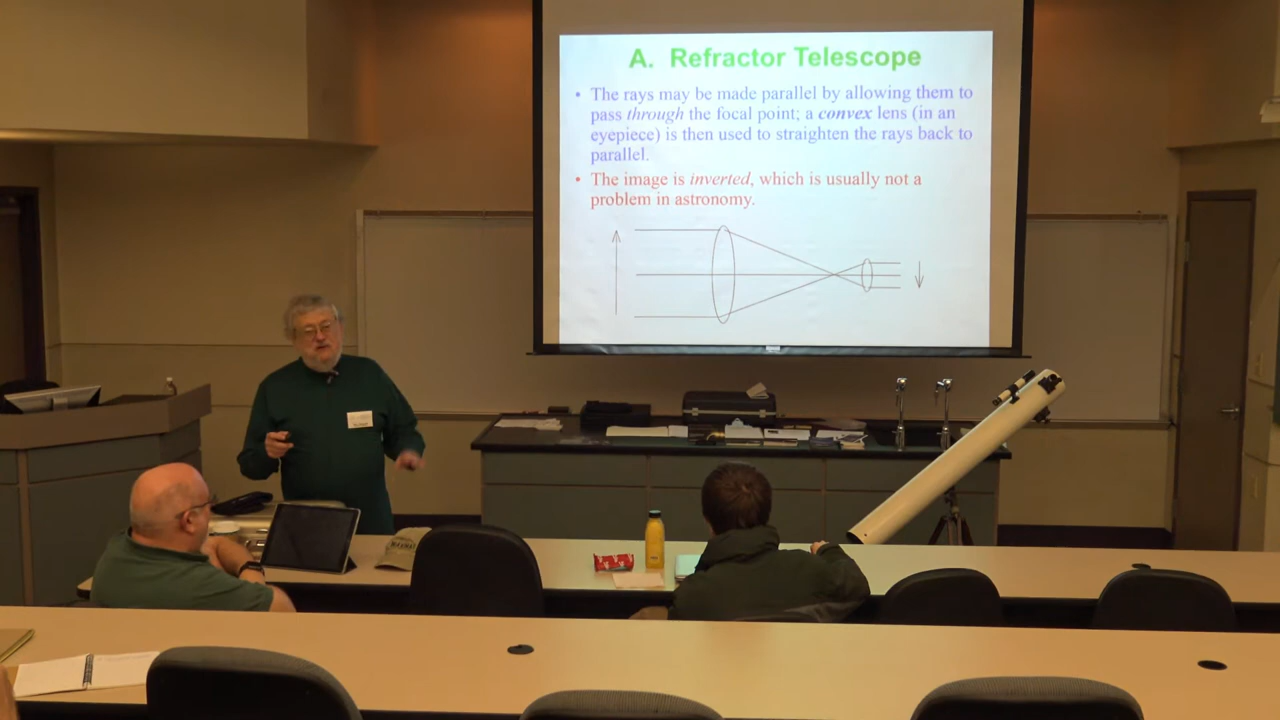 A. Refractor Telescope
• The rays may be made parallel by allowing them to
pass through the focal point; a convex lens (in an
eyepiece) is then used to straighten the rays back to
parallel.
• The image is inverted, which is usually not a
problem in astronomy.